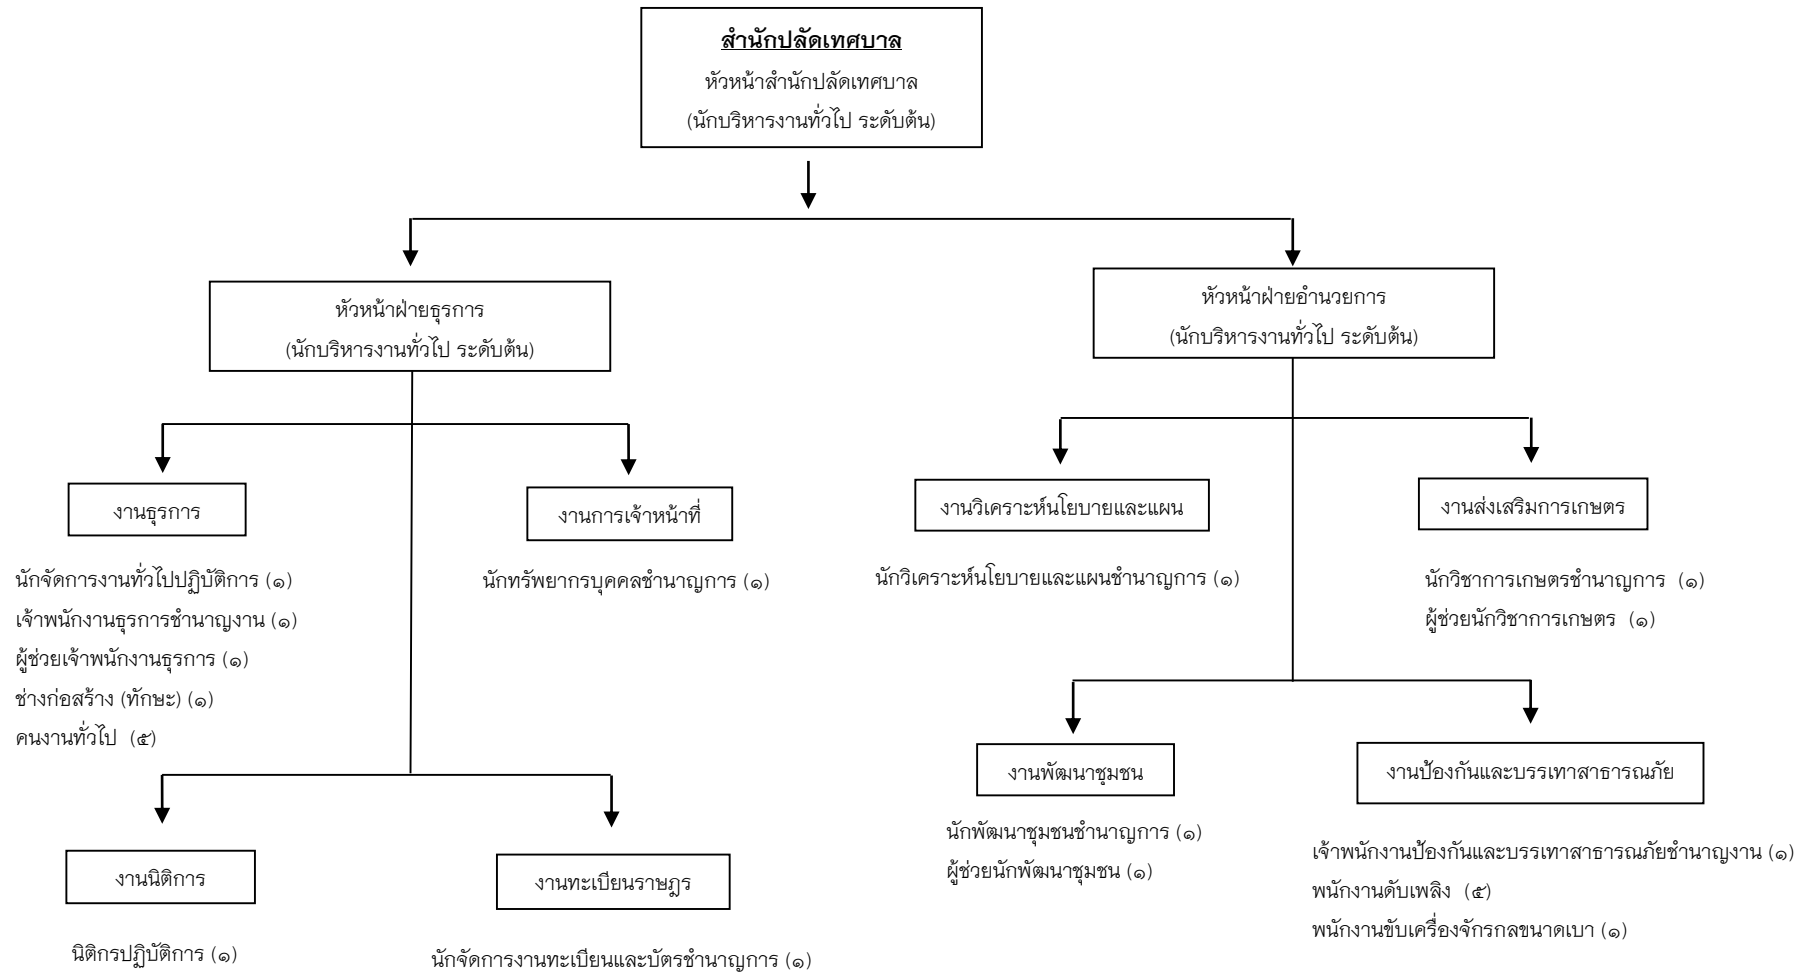 สำนักปลัดเทศบาล
หัวหน้าสำนักปลัดเทศบาล
(นักบริหารงานทั่วไป ระดับต้น)
หัวหน้าฝ่ายธุรการ
(นักบริหารงานทั่วไป ระดับต้น)
หัวหน้าฝ่ายอำนวยการ
(นักบริหารงานทั่วไป ระดับต้น)
งานธุรการ
นักจัดการงานทั่วไปปฏิบัติการ (๑)
เจ้าพนักงานธุรการชำนาญงาน (๑)
ผู้ช่วยเจ้าพนักงานธุรการ (๑)
ช่างก่อสร้าง (ทักษะ) (๑)
คนงานทั่วไป (๕)
งานการเจ้าหน้าที่
นักทรัพยากรบุคคลชำนาญการ (๑)
งานวิเคราะห์นโยบายและแผน
นักวิเคราะห์นโยบายและแผนชำนาญการ (๑)
งานส่งเสริมการเกษตร
นักวิชาการเกษตรชำนาญการ (๑)
ผู้ช่วยนักวิชาการเกษตร (๑)
งานนิติการ
นิติกรปฏิบัติการ (๑)
งานทะเบียนราษฎร
นักจัดการงานทะเบียนและบัตรชำนาญการ (๑)
งานพัฒนาชุมชน
นักพัฒนาชุมชนชำนาญการ (๑)
ผู้ช่วยนักพัฒนาชุมชน (๑)
งานป้องกันและบรรเทาสาธารณภัย
เจ้าพนักงานป้องกันและบรรเทาสาธารณภัยชำนาญงาน (๑)
พนักงานดับเพลิง (๕)
พนักงานขับเครื่องจักรกลขนาดเบา (๑)